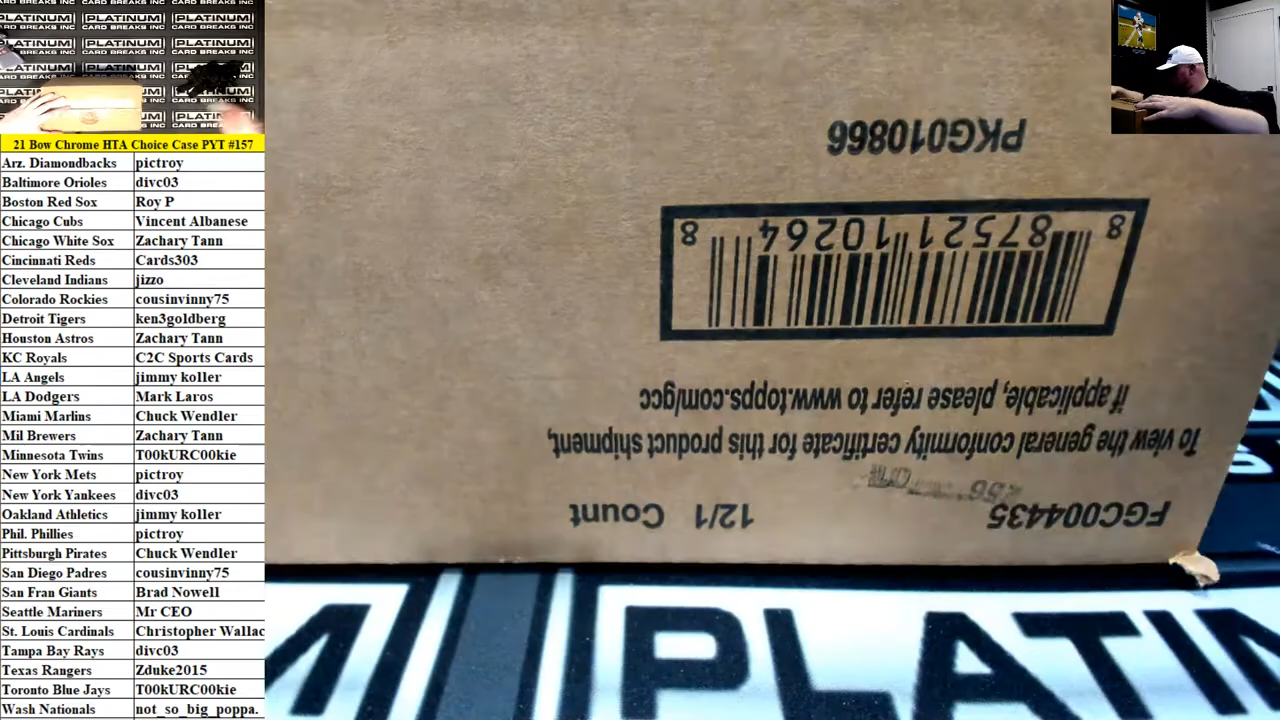 PLATINUM
CARD BREAKS INC
21 Bow Chrome HTA Choice Case PYT #157
Arz. Diamondbacks pictroy
Baltimore Orioles divc03
Boston Red Sox Roy P
Chicago Cubs Vincent Albanese
Chicago White Sox Zachary Tann
Cincinnati Reds Cards303
Cleveland Indians jizzo
Colorado Rockies cousinvinny75
Detroit Tigers ken3goldberg
Houston Astros Zachary Tann
KC Royals C2C Sports Cards
LA Angels jimmy koller
LA Dodgers Mark Laros
Miami Marlins Chuck Wendler
Mil Brewers Zachary Tann
Minnesota Twins T00kURC00kie
New York Mets pictroy
New York Yankees divc03
Oakland Athletics jimmy koller
Phil. Phillies pictroy
Pittsburgh Pirates Chuck Wendler
San Diego Padres cousinvinny75
San Fran Giants Brad Nowell
Seattle Mariners Mr CEO
St. Louis Cardinals Christopher Wallac
Tampa Bay Rays divc03
Texas Rangers Zduke2015
Toronto Blue Jays T00kURC00kie
Wash Nationals not_so_big_poppa.
FGC004435 12/1 Count
To view the general conformity certificate for this product shipment,
if applicable, please refer to www.topps.com/gcc
8 87521 10264 8
PKG010866
PLATIN